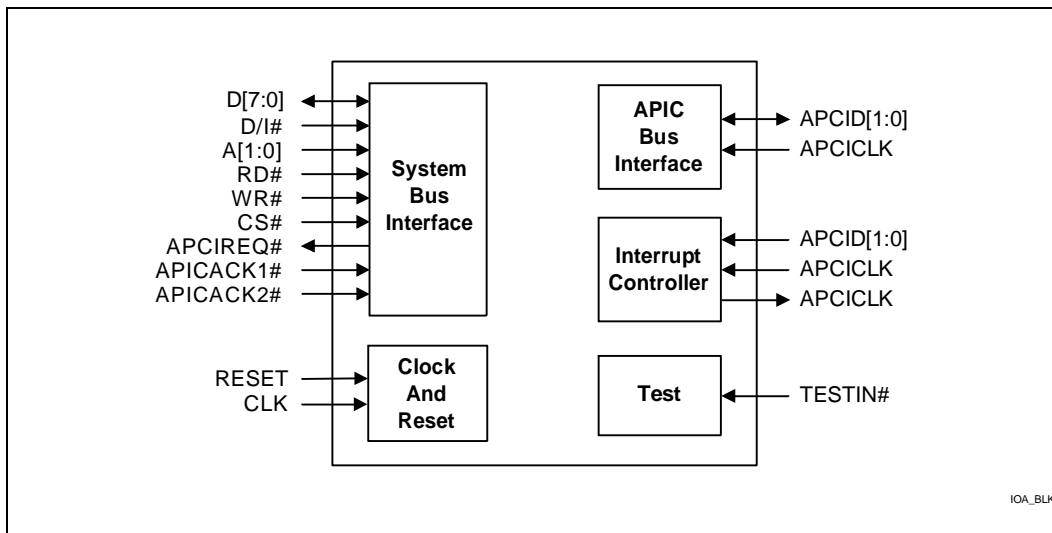 D[7:0]
D/I#
A[1:0]
RD#
WR#
CS#
APCIREQ#
APICACK1#
APICACK2#
System
Bus
Interface
RESET
CLK
Clock
And
Reset
APIC
Bus
Interface
APCID[1:0]
APCICLK
Interrupt
Controller
APCID[1:0]
APCICLK
APCICLK
Test
TESTIN#
IOA_BLK